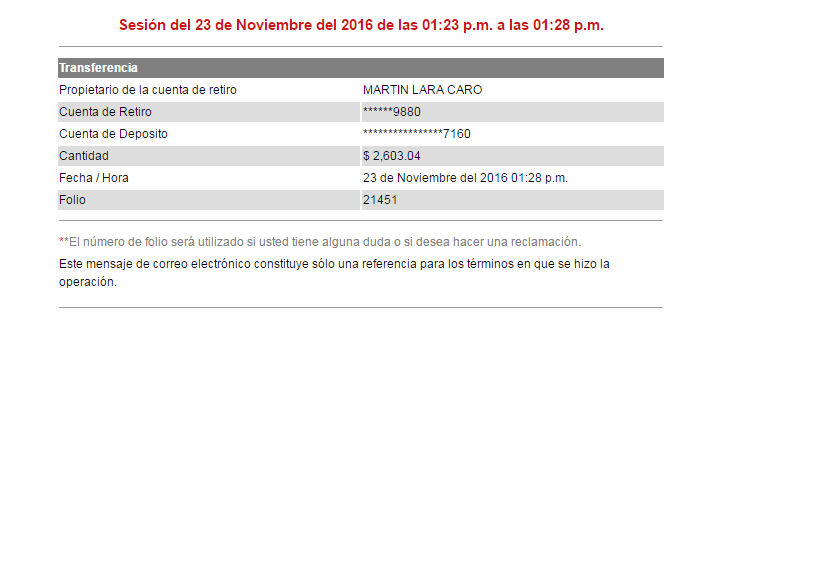 Sesión del 23 de Noviembre del 2016 de las 01:23 p.m. a las 01:28 p.m.
Transferencia
Propietario de la cuenta de retiro MARTIN LARA CARO
Cuenta de Retiro ******9880
Cuenta de Deposito ****************7160
Cantidad $ 2,603.04
Fecha / Hora 23 de Noviembre del 2016 01:28 p.m.
Folio 21451
**El número de folio será utilizado si usted tiene alguna duda o si desea hacer una reclamación.
Este mensaje de correo electrónico constituye sólo una referencia para los términos en que se hizo la
operación.